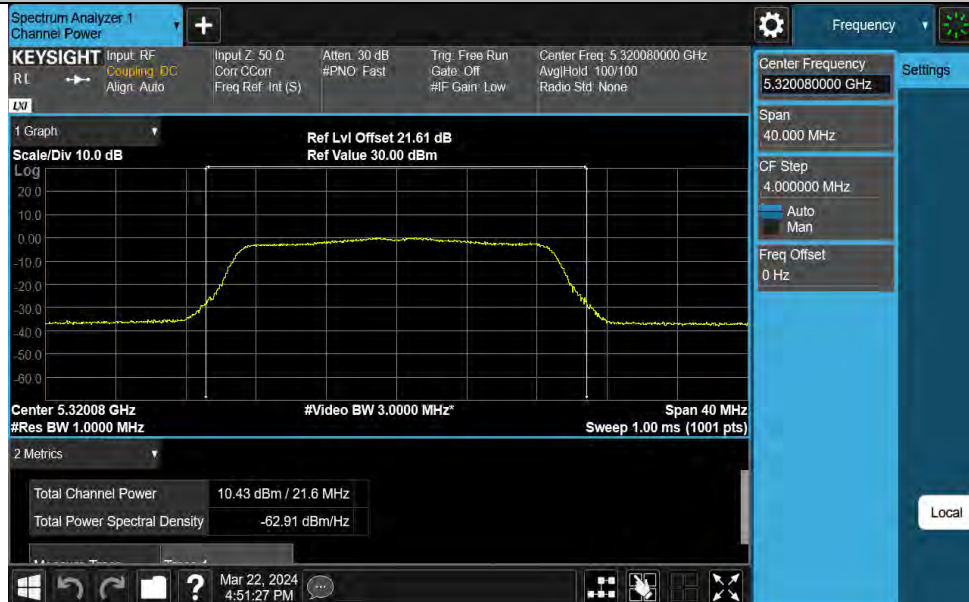 Spectrum Analyzer 1
Channel Power
+
Frequency
KEYSIGHT
Input: RF
Coupling: DC
Align: Auto
Input Z: 50 Ω
Corr CCorr
Freq Ref: Int (S)
Atten: 30 dB
#PNO: Fast
Trig: Free Run
Gate: Off
#IF Gain: Low
Center Freq: 5.320080000 GHz
Avg|Hold: 100/100
Radio Std: None
LXI
Center Frequency
5.320080000 GHz
Settings
Span
40.000 MHz
CF Step
4.000000 MHz
Auto
Man
Freq Offset
0 Hz
1 Graph
Scale/Div 10.0 dB
Ref Lvl Offset 21.61 dB
Ref Value 30.00 dBm
Log
20.0
10.0
0.00
-10.0
-20.0
-30.0
-40.0
-50.0
-60.0
Center 5.32008 GHz
#Video BW 3.0000 MHz*
Span 40 MHz
#Res BW 1.0000 MHz
Sweep 1.00 ms (1001 pts)
2 Metrics
Total Channel Power 10.43 dBm / 21.6 MHz
Total Power Spectral Density -62.91 dBm/Hz
Local
?
Mar 22, 2024
4:51:27 PM